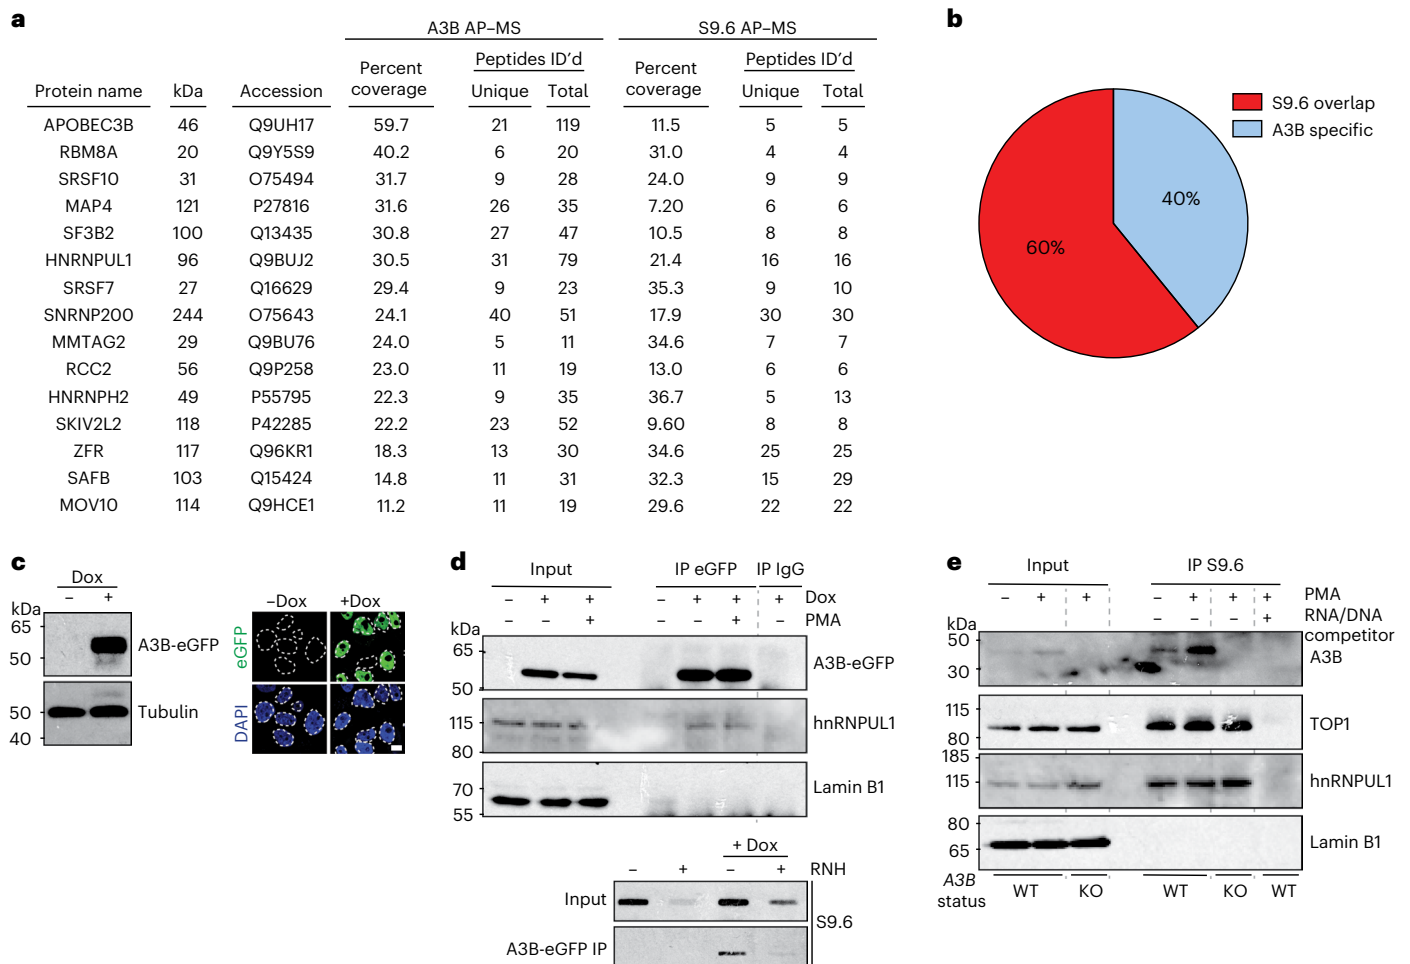 a
A3B AP–MS S9.6 AP–MS
Percent coverage Peptides ID'd Percent coverage Peptides ID'd
Protein name kDa Accession Unique Total Unique Total
APOBEC3B 46 Q9UH17 59.7 21 119 11.5 5 5
RBM8A 20 Q9Y5S9 40.2 6 20 31.0 4 4
SRSF10 31 O75494 31.7 9 28 24.0 9 9
MAP4 121 P27816 31.6 26 35 7.20 6 6
SF3B2 100 Q13435 30.8 27 47 10.5 8 8
HNRNPUL1 96 Q9BUJ2 30.5 31 79 21.4 16 16
SRSF7 27 Q16629 29.4 9 23 35.3 9 10
SNRNP200 244 O75643 24.1 40 51 17.9 30 30
MMTAG2 29 Q9BU76 24.0 5 11 34.6 7 7
RCC2 56 Q9P258 23.0 11 19 13.0 6 6
HNRNPH2 49 P55795 22.3 9 35 36.7 5 13
SKIV2L2 118 P42285 22.2 23 52 9.60 8 8
ZFR 117 Q96KR1 18.3 13 30 34.6 25 25
SAFB 103 Q15424 14.8 11 31 32.3 15 29
MOV10 114 Q9HCE1 11.2 11 19 29.6 22 22
b
S9.6 overlap
A3B specific
40%
60%
c
Dox
– +
kDa
65
50
A3B-eGFP
50
40
Tubulin
–Dox +Dox
eGFP
DAPI
d
Input IP eGFP IP IgG
– + + – + + + Dox
– – + – – + – PMA
kDa
65
50
A3B-eGFP
115
80
hnRNPUL1
70
55
Lamin B1
+ Dox
– + – + RNH
Input
A3B-eGFP IP
S9.6
e
Input IP S9.6
– + + – + + + PMA
+ RNA/DNA
competitor
kDa
50
30
A3B
115
80
TOP1
185
115
hnRNPUL1
80
65
Lamin B1
A3B
status
WT KO WT KO WT